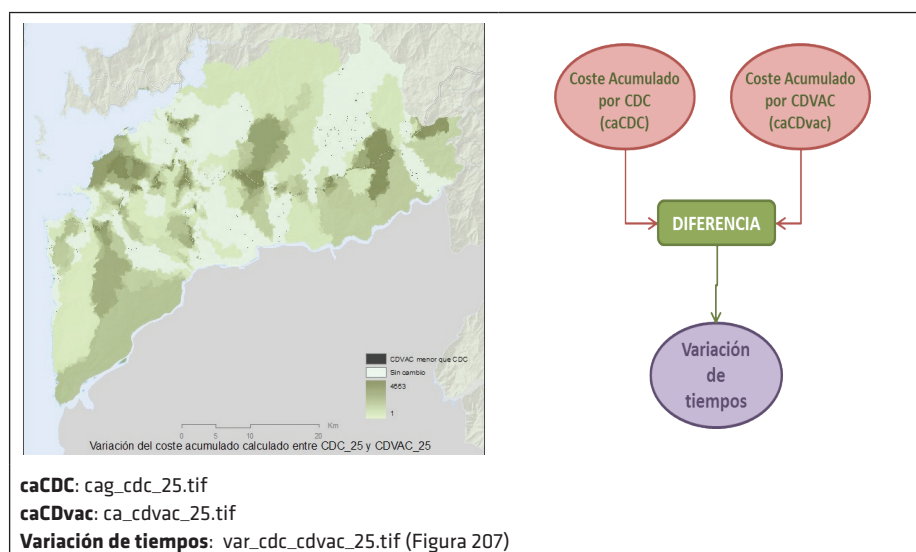 CDVAC menor que CDC
Sin cambio
4663
1
0 5 10 20 Km
Variación del coste acumulado calculado entre CDC_25 y CDVAC_25
Coste Acumulado
por CDC
(caCDC)
Coste Acumulado
por CDVAC
(caCDvac)
DIFERENCIA
Variación
de
tiempos
caCDC: cag_cdc_25.tif
caCDvac: ca_cdvac_25.tif
Variación de tiempos: var_cdc_cdvac_25.tif (Figura 207)